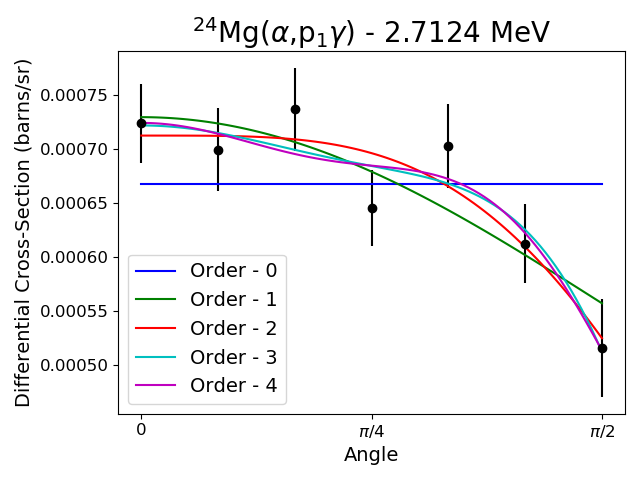 ²⁴Mg(α,p₁γ) - 2.7124 MeV
Differential Cross-Section (barns/sr)
0.00075
0.00070
0.00065
0.00060
0.00055
0.00050
Order - 0
Order - 1
Order - 2
Order - 3
Order - 4
0 π/4 π/2
Angle